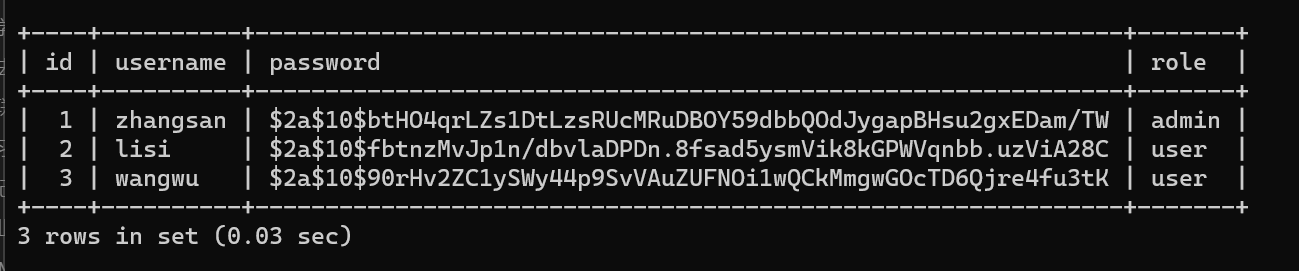 +----+----------+--------------------------------------------------------------+-------+
| id | username | password                                                     | role  |
+----+----------+--------------------------------------------------------------+-------+
|  1 | zhangsan | $2a$10$btHO4qrLZs1DtLzsRUcMRuDBOY59dbbQOdJygapBHsu2gxEDam/TW | admin |
|  2 | lisi     | $2a$10$fbtnzMvJp1n/dbvlaDPDn.8fsad5ysmVik8kGPWVqnbb.uzViA28C | user  |
|  3 | wangwu   | $2a$10$90rHv2ZC1ySWy44p9SvVAuZUFNOi1wQCkMmgwGOcTD6Qjre4fu3tK | user  |
+----+----------+--------------------------------------------------------------+-------+
3 rows in set (0.03 sec)